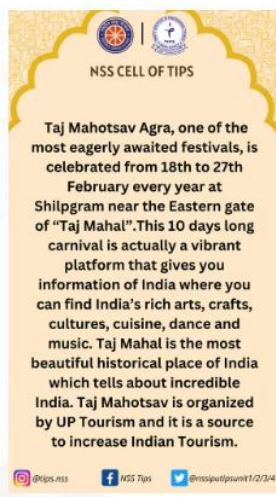 NSS CELL OF TIPS
Taj Mahotsav Agra, one of the
most eagerly awaited festivals, is
celebrated from 18th to 27th
February every year at
Shilpgram near the Eastern gate
of “Taj Mahal”.This 10 days long
carnival is actually a vibrant
platform that gives you
information of India where you
can find India’s rich arts, crafts,
cultures, cuisine, dance and
music. Taj Mahal is the most
beautiful historical place of India
which tells about incredible
India. Taj Mahotsav is organized
by UP Tourism and it is a source
to increase Indian Tourism.
@tips.nss NSS Tips @nssiputipsunit1/2/3/4